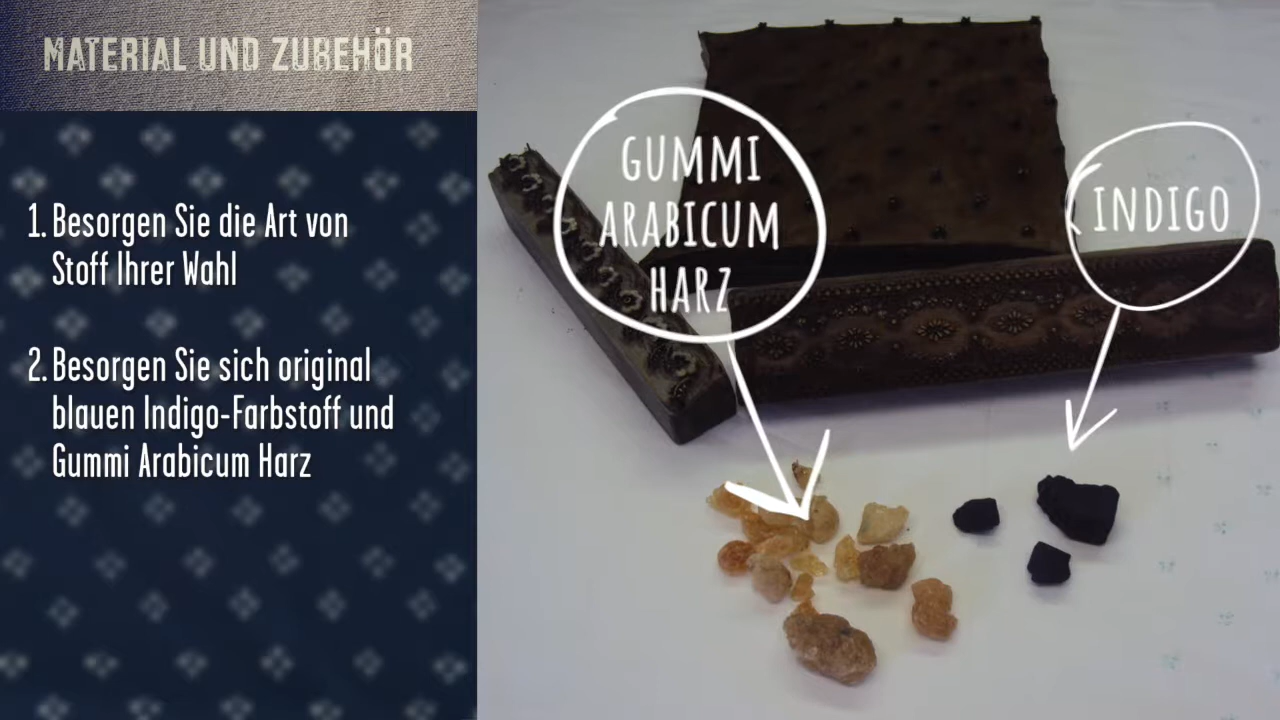 MATERIAL UND ZUBEHÖR
1. Besorgen Sie die Art von
Stoff Ihrer Wahl
2. Besorgen Sie sich original
blauen Indigo-Farbstoff und
Gummi Arabicum Harz
GUMMI
ARABICUM
HARZ
INDIGO